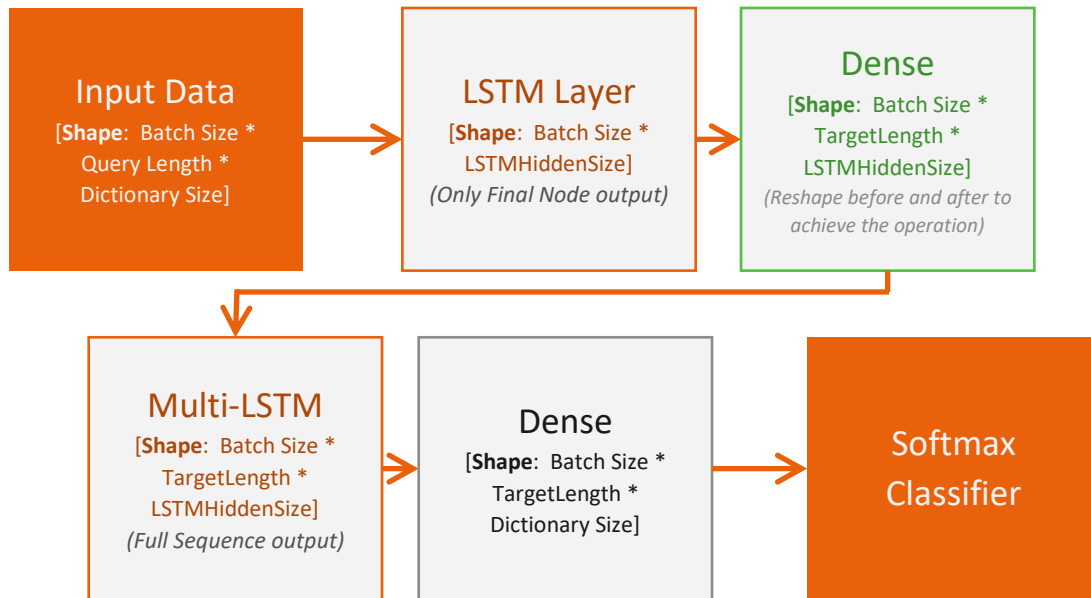 Input Data
[Shape:  Batch Size *
Query Length *
Dictionary Size]
LSTM Layer
[Shape:  Batch Size *
LSTMHiddenSize]
(Only Final Node output)
Dense
[Shape:  Batch Size *
TargetLength *
LSTMHiddenSize]
(Reshape before and after to
achieve the operation)
Multi-LSTM
[Shape:  Batch Size *
TargetLength *
LSTMHiddenSize]
(Full Sequence output)
Dense
[Shape:  Batch Size *
TargetLength *
Dictionary Size]
Softmax
Classifier